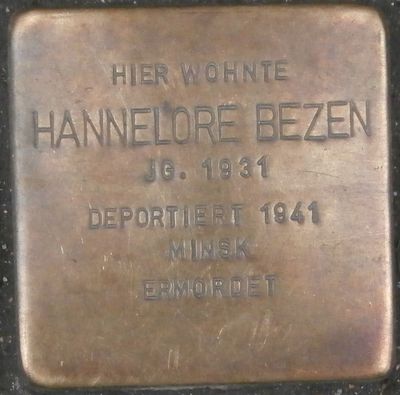 HIER WOHNTE
HANNELORE BEZEN
JG. 1931
DEPORTIERT 1941
MINSK
ERMORDET